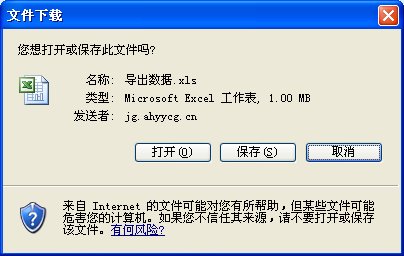 文件下载
您想打开或保存此文件吗?
名称: 导出数据.xls
类型: Microsoft Excel 工作表, 1.00 MB
发送者: jg.ahyycg.cn
打开(O) 保存(S) 取消
来自 Internet 的文件可能对您有所帮助,但某些文件可能
危害您的计算机。如果您不信任其来源,请不要打开或保存
该文件。有何风险?